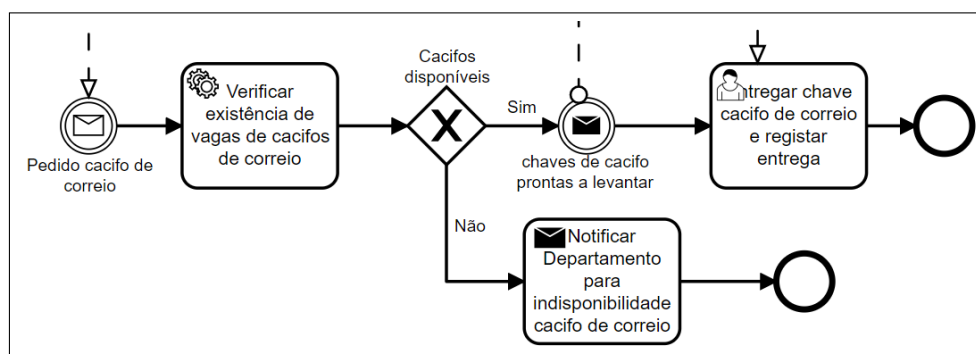 Pedido cacifo de
correio
Verificar
existência de
vagas de cacifos
de correio
Cacifos
disponíveis
Sim
chaves de cacifo
prontas a levantar
ntregar chave
cacifo de correio
e registar
entrega
Não
Notificar
Departamento
para
indisponibilidade
cacifo de correio